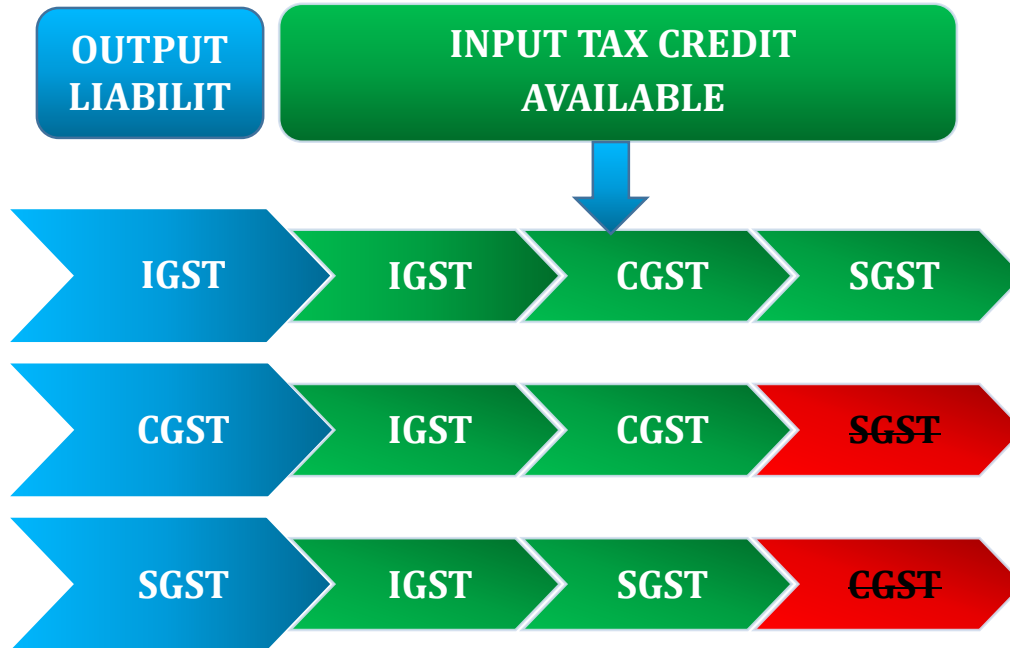 OUTPUT
LIABILIT
INPUT TAX CREDIT
AVAILABLE
IGST IGST CGST SGST
CGST IGST CGST SGST
SGST IGST SGST CGST